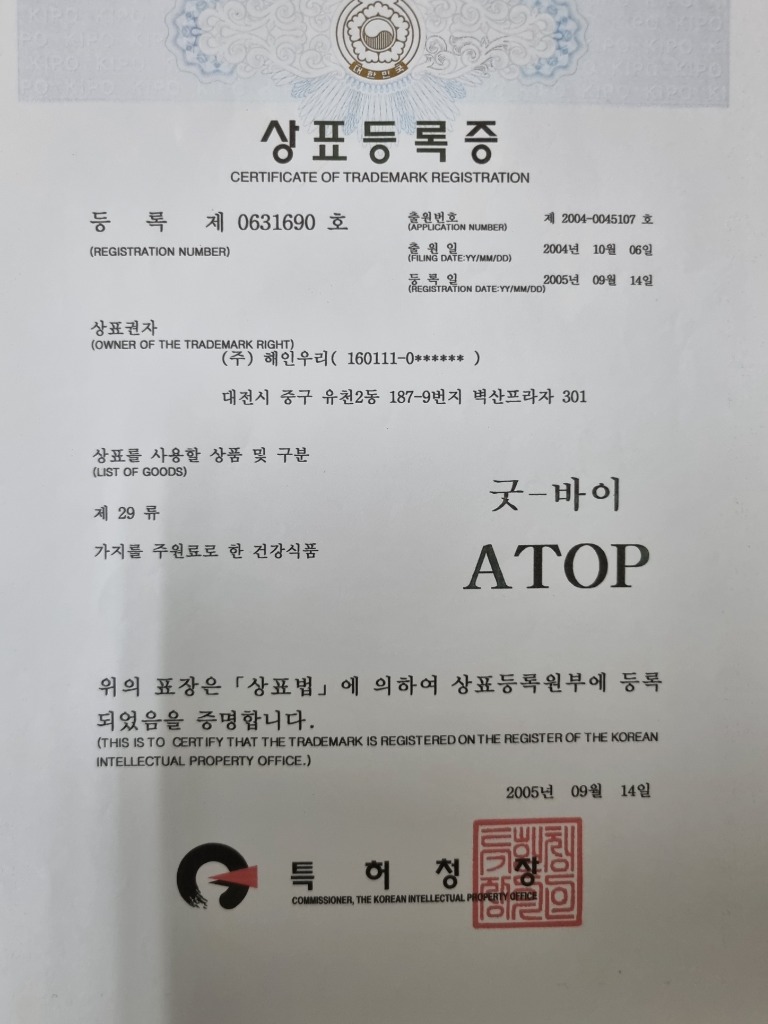 대한민국
상표등록증
CERTIFICATE OF TRADEMARK REGISTRATION
등 록 제 0631690 호
(REGISTRATION NUMBER)
출원번호 제 2004-0045107 호
(APPLICATION NUMBER)
출 원 일 2004년 10월 06일
(FILING DATE:YY/MM/DD)
등 록 일 2005년 09월 14일
(REGISTRATION DATE:YY/MM/DD)
상표권자
(OWNER OF THE TRADEMARK RIGHT)
(주) 해인우리( 160111-0****** )
대전시 중구 유천2동 187-9번지 벽산프라자 301
상표를 사용할 상품 및 구분
(LIST OF GOODS)
제 29 류
가지를 주원료로 한 건강식품
굿-바이
ATOP
위의 표장은 「상표법」에 의하여 상표등록원부에 등록
되었음을 증명합니다.
(THIS IS TO CERTIFY THAT THE TRADEMARK IS REGISTERED ON THE REGISTER OF THE KOREAN
INTELLECTUAL PROPERTY OFFICE.)
2005년 09월 14일
특 허 청 장
COMMISSIONER, THE KOREAN INTELLECTUAL PROPERTY OFFICE